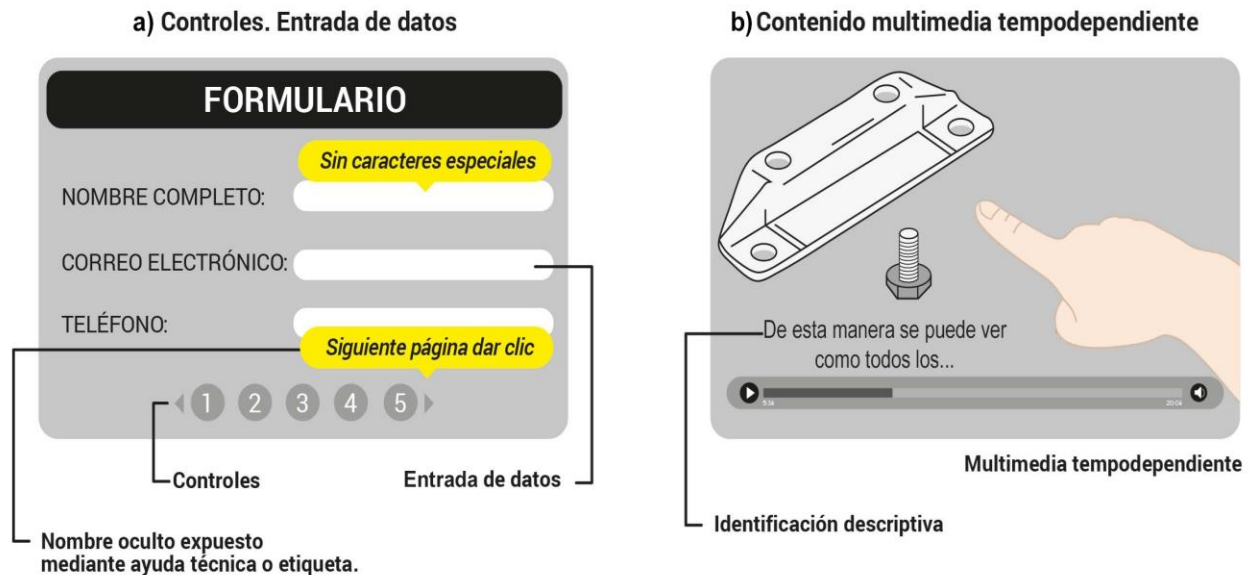 a) Controles. Entrada de datos
FORMULARIO
Sin caracteres especiales
NOMBRE COMPLETO:
CORREO ELECTRÓNICO:
TELÉFONO:
Siguiente página dar clic
1 2 3 4 5
Controles
Entrada de datos
Nombre oculto expuesto
mediante ayuda técnica o etiqueta.
b) Contenido multimedia tempodependiente
De esta manera se puede ver
como todos los...
Multimedia tempodependiente
Identificación descriptiva